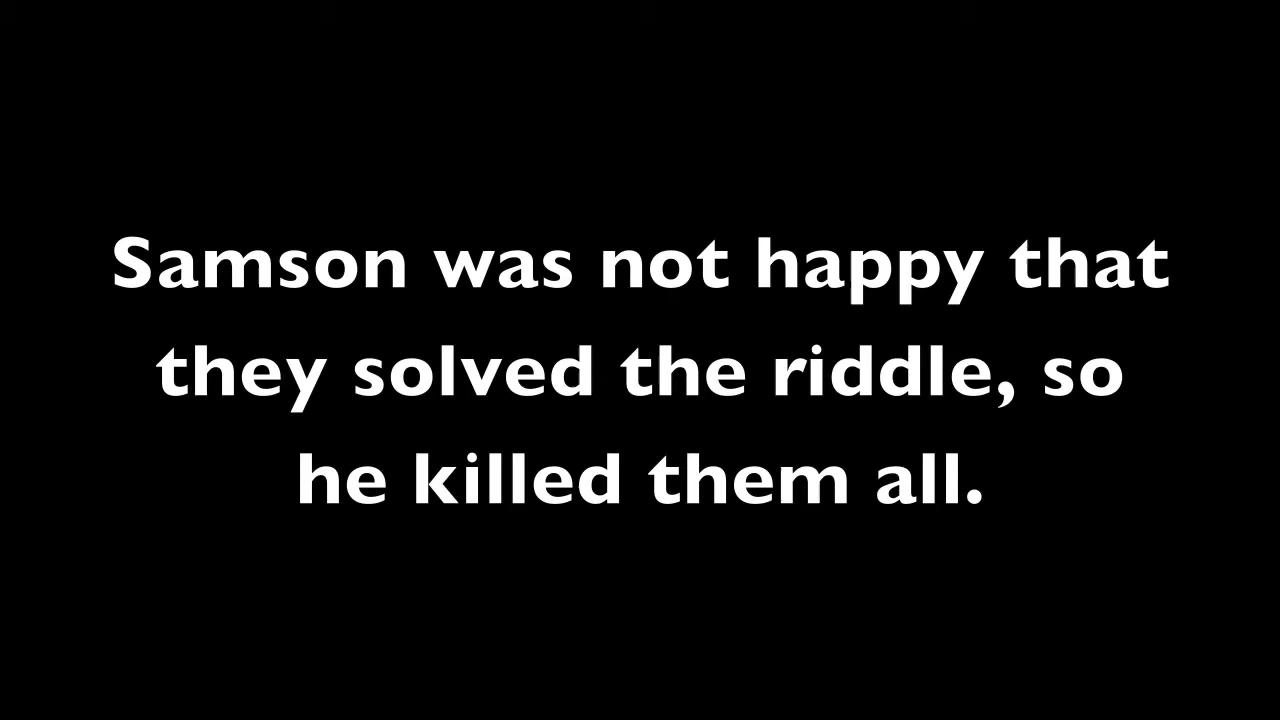 Samson was not happy that
they solved the riddle, so
he killed them all.